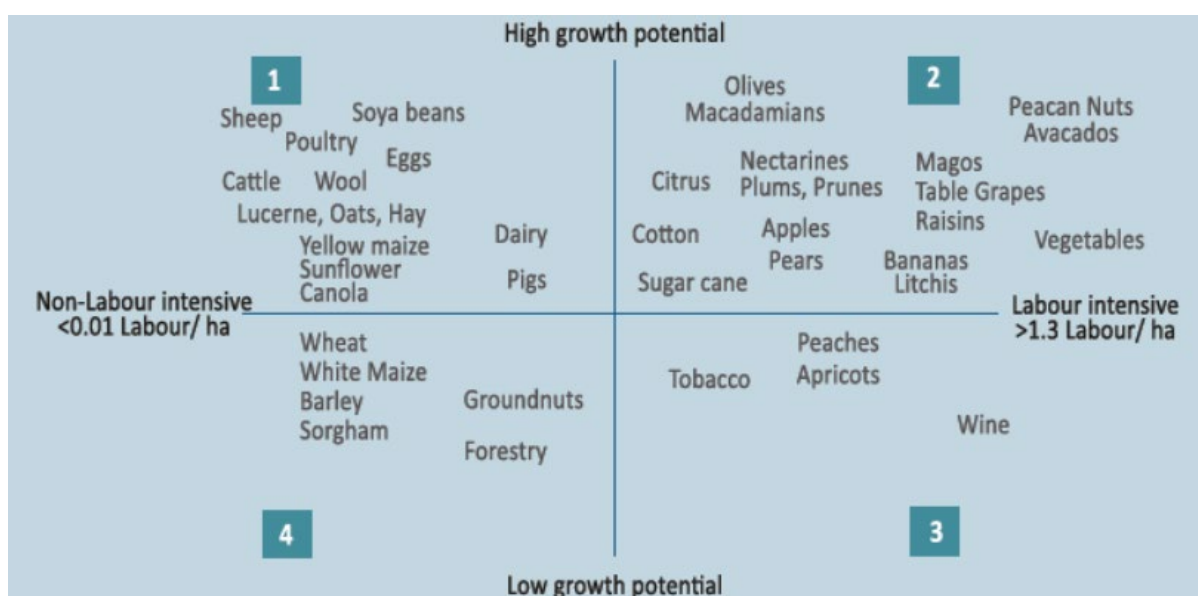 High growth potential
1
Sheep
Soya beans
Poultry
Eggs
Cattle
Wool
Lucerne, Oats, Hay
Yellow maize
Sunflower
Canola
Dairy
Pigs
2
Olives
Macadamians
Peacan Nuts
Avacados
Citrus
Nectarines
Plums, Prunes
Magos
Table Grapes
Raisins
Cotton
Apples
Pears
Vegetables
Sugar cane
Bananas
Litchis
Non-Labour intensive
<0.01 Labour/ ha
Labour intensive
>1.3 Labour/ ha
Wheat
White Maize
Barley
Sorgham
Groundnuts
Forestry
4
Tobacco
Peaches
Apricots
Wine
3
Low growth potential